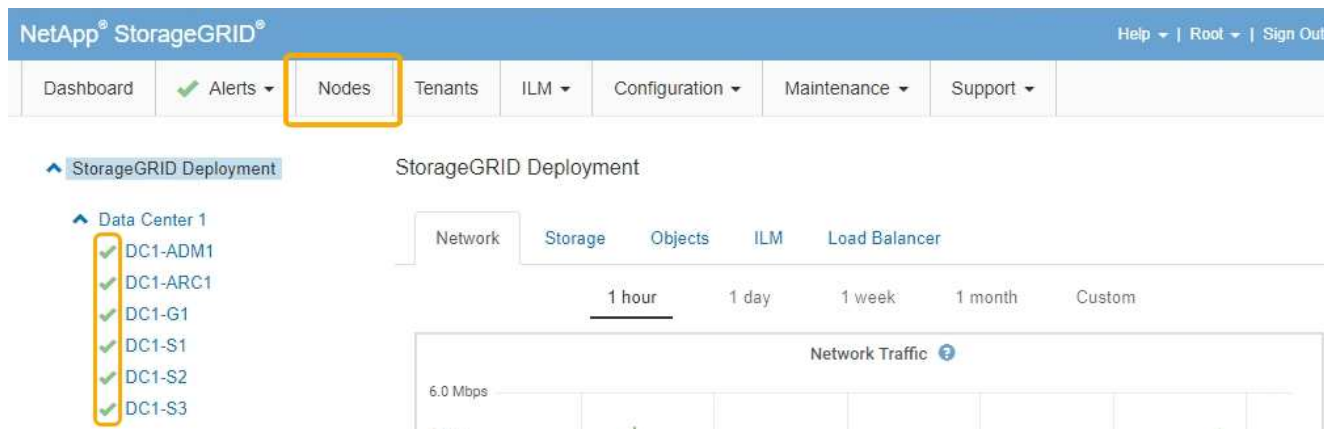 NetApp® StorageGRID®
Help | Root | Sign Out
Dashboard Alerts Nodes Tenants ILM Configuration Maintenance Support
StorageGRID Deployment
StorageGRID Deployment
Data Center 1
Network Storage Objects ILM Load Balancer
DC1-ADM1
DC1-ARC1
1 hour 1 day 1 week 1 month Custom
DC1-G1
DC1-S1
Network Traffic
DC1-S2
6.0 Mbps
DC1-S3